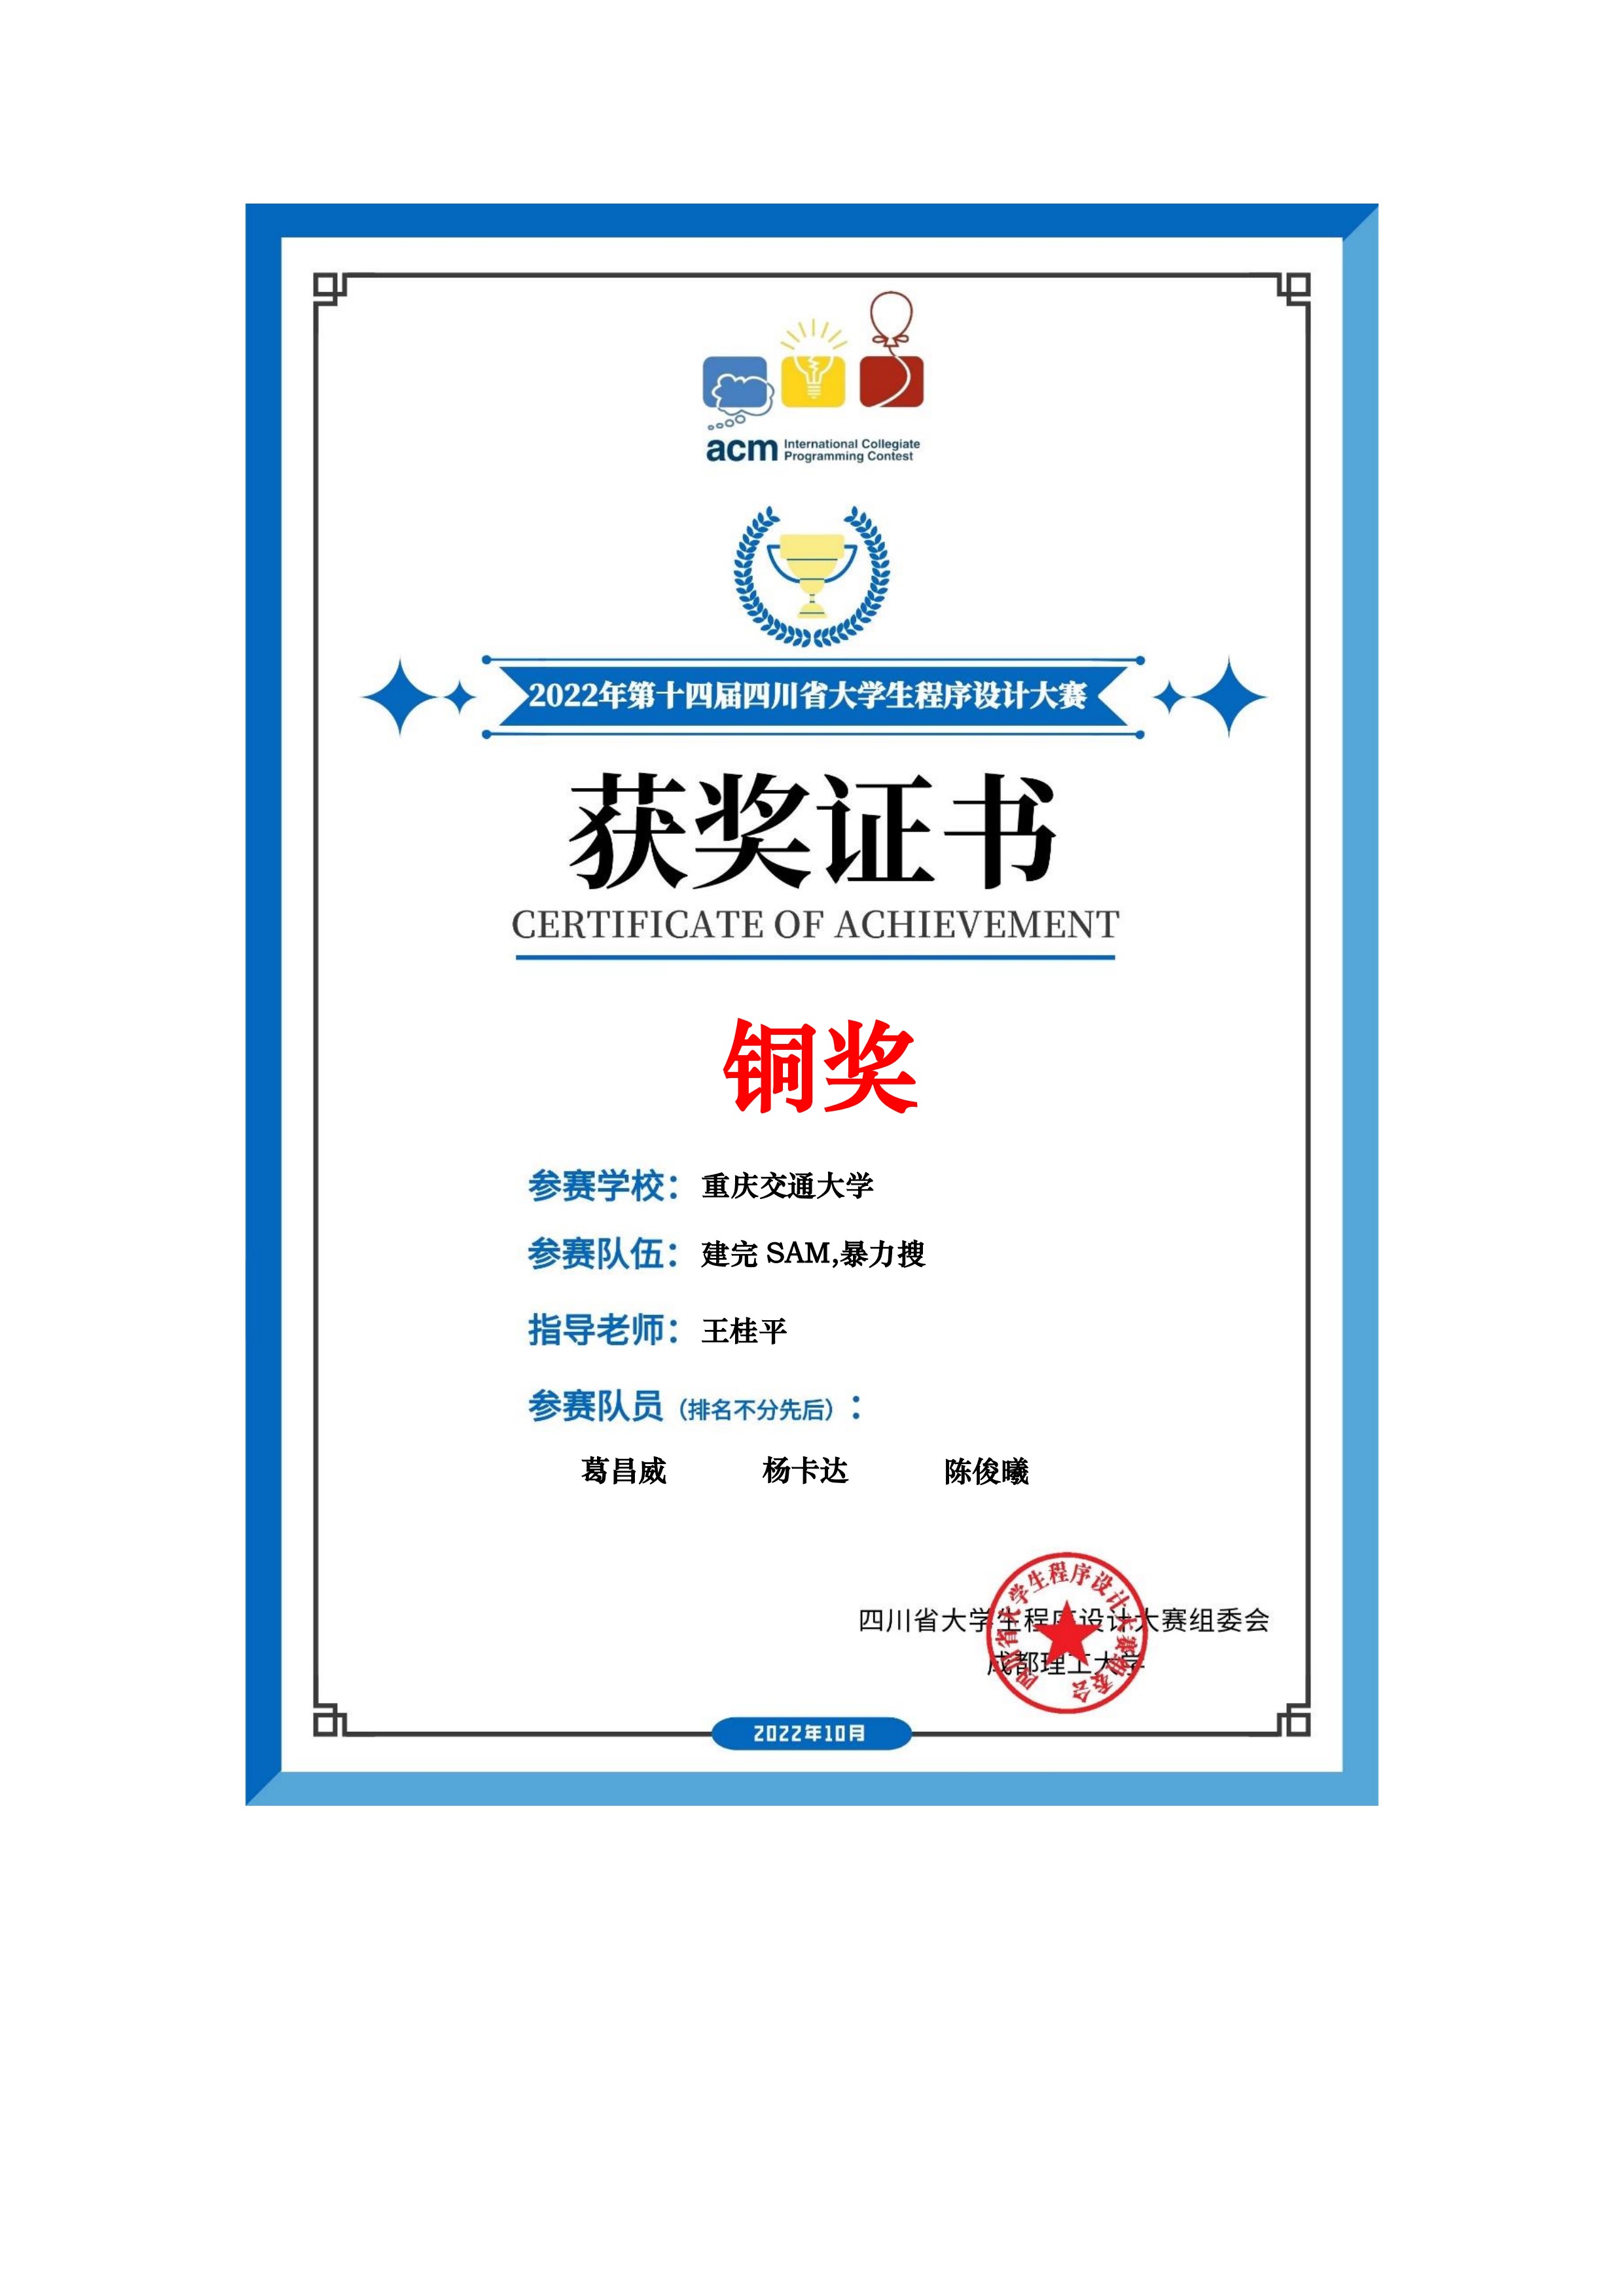 acm International Collegiate
Programming Contest
2022年第十四届四川省大学生程序设计大赛
获奖证书
CERTIFICATE OF ACHIEVEMENT
铜奖
参赛学校：重庆交通大学
参赛队伍：建完 SAM,暴力搜
指导老师：王桂平
参赛队员（排名不分先后）：
葛昌威 杨卡达 陈俊曦
四川省大学生程序设计大赛组委会
成都理工大学
四川省大学生程序设计大赛组委会
2022年10月